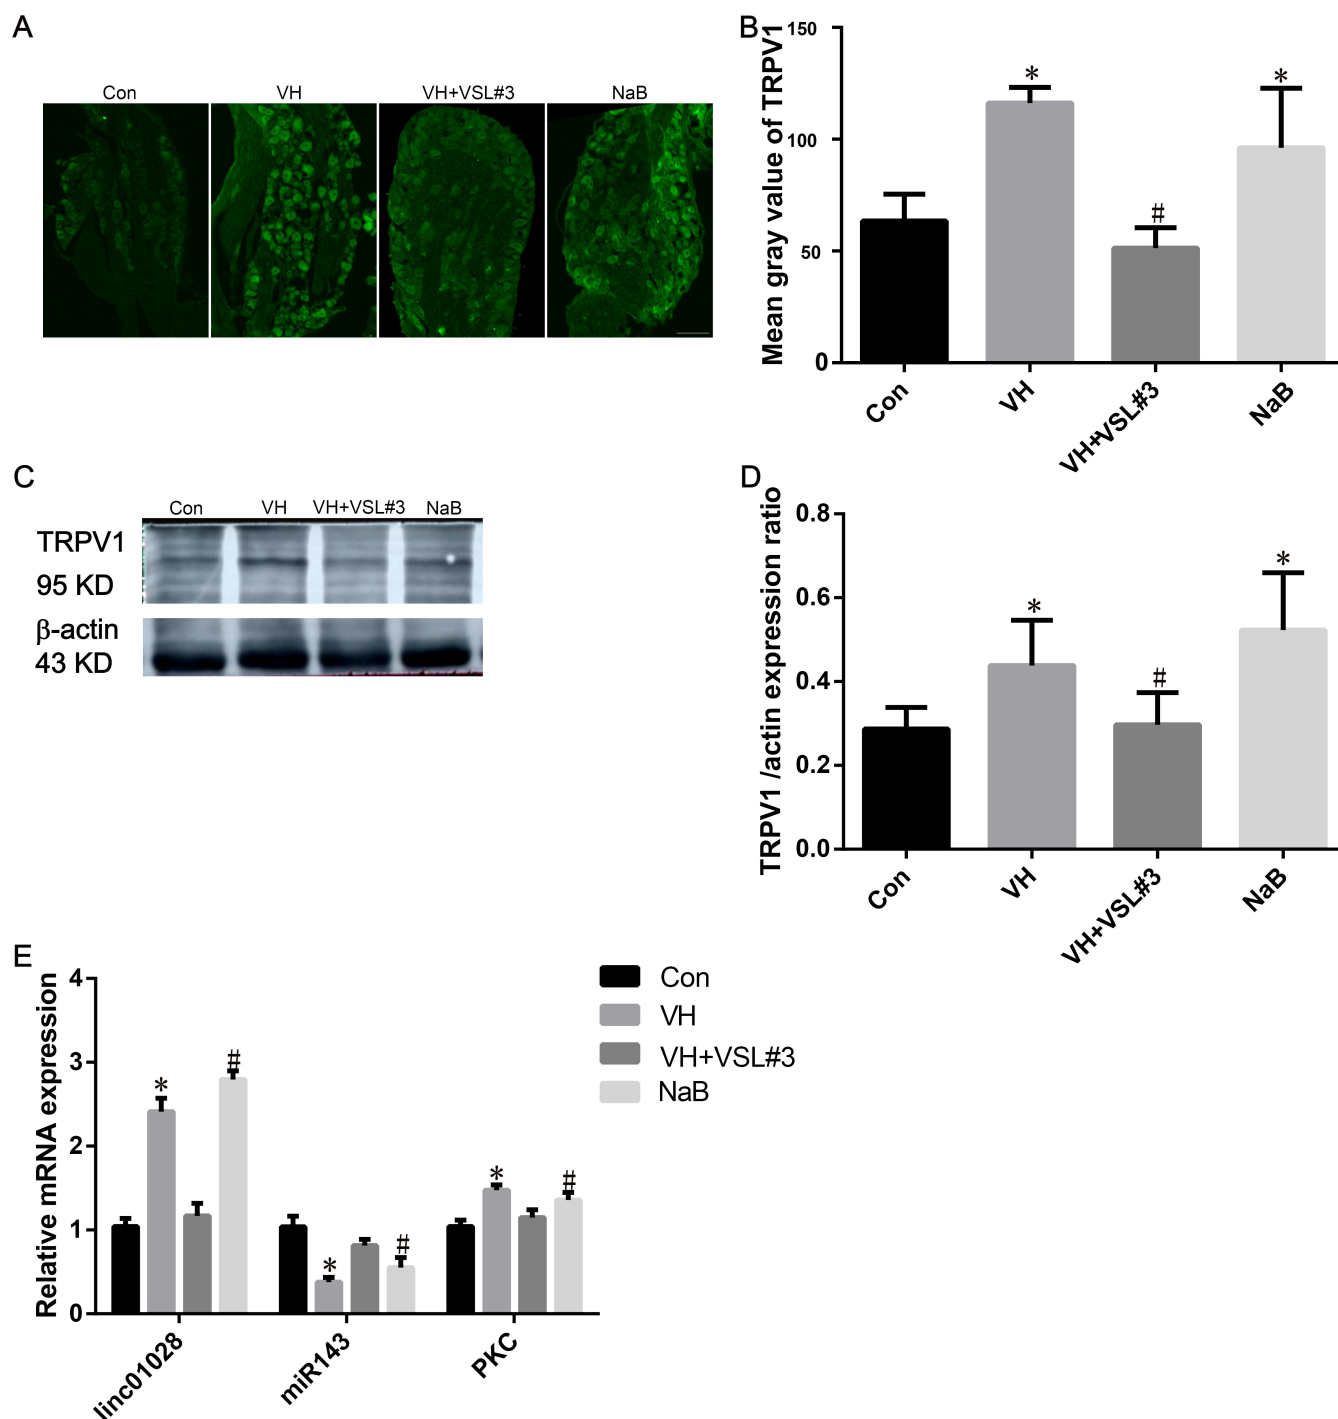 A
Con VH VH+VSL#3 NaB
B
Mean gray value of TRPV1
150
100
50
0
*
*
#
*
Con VH VH+VSL#3 NaB
C
Con VH VH+VSL#3 NaB
TRPV1
95 KD
β-actin
43 KD
D
TRPV1 /actin expression ratio
0.8
0.6
0.4
0.2
0.0
*
#
*
Con VH VH+VSL#3 NaB
E
Relative mRNA expression
4
3
2
1
0
* #
* #
* #
linc01028 miR143 PKC
Con
VH
VH+VSL#3
NaB